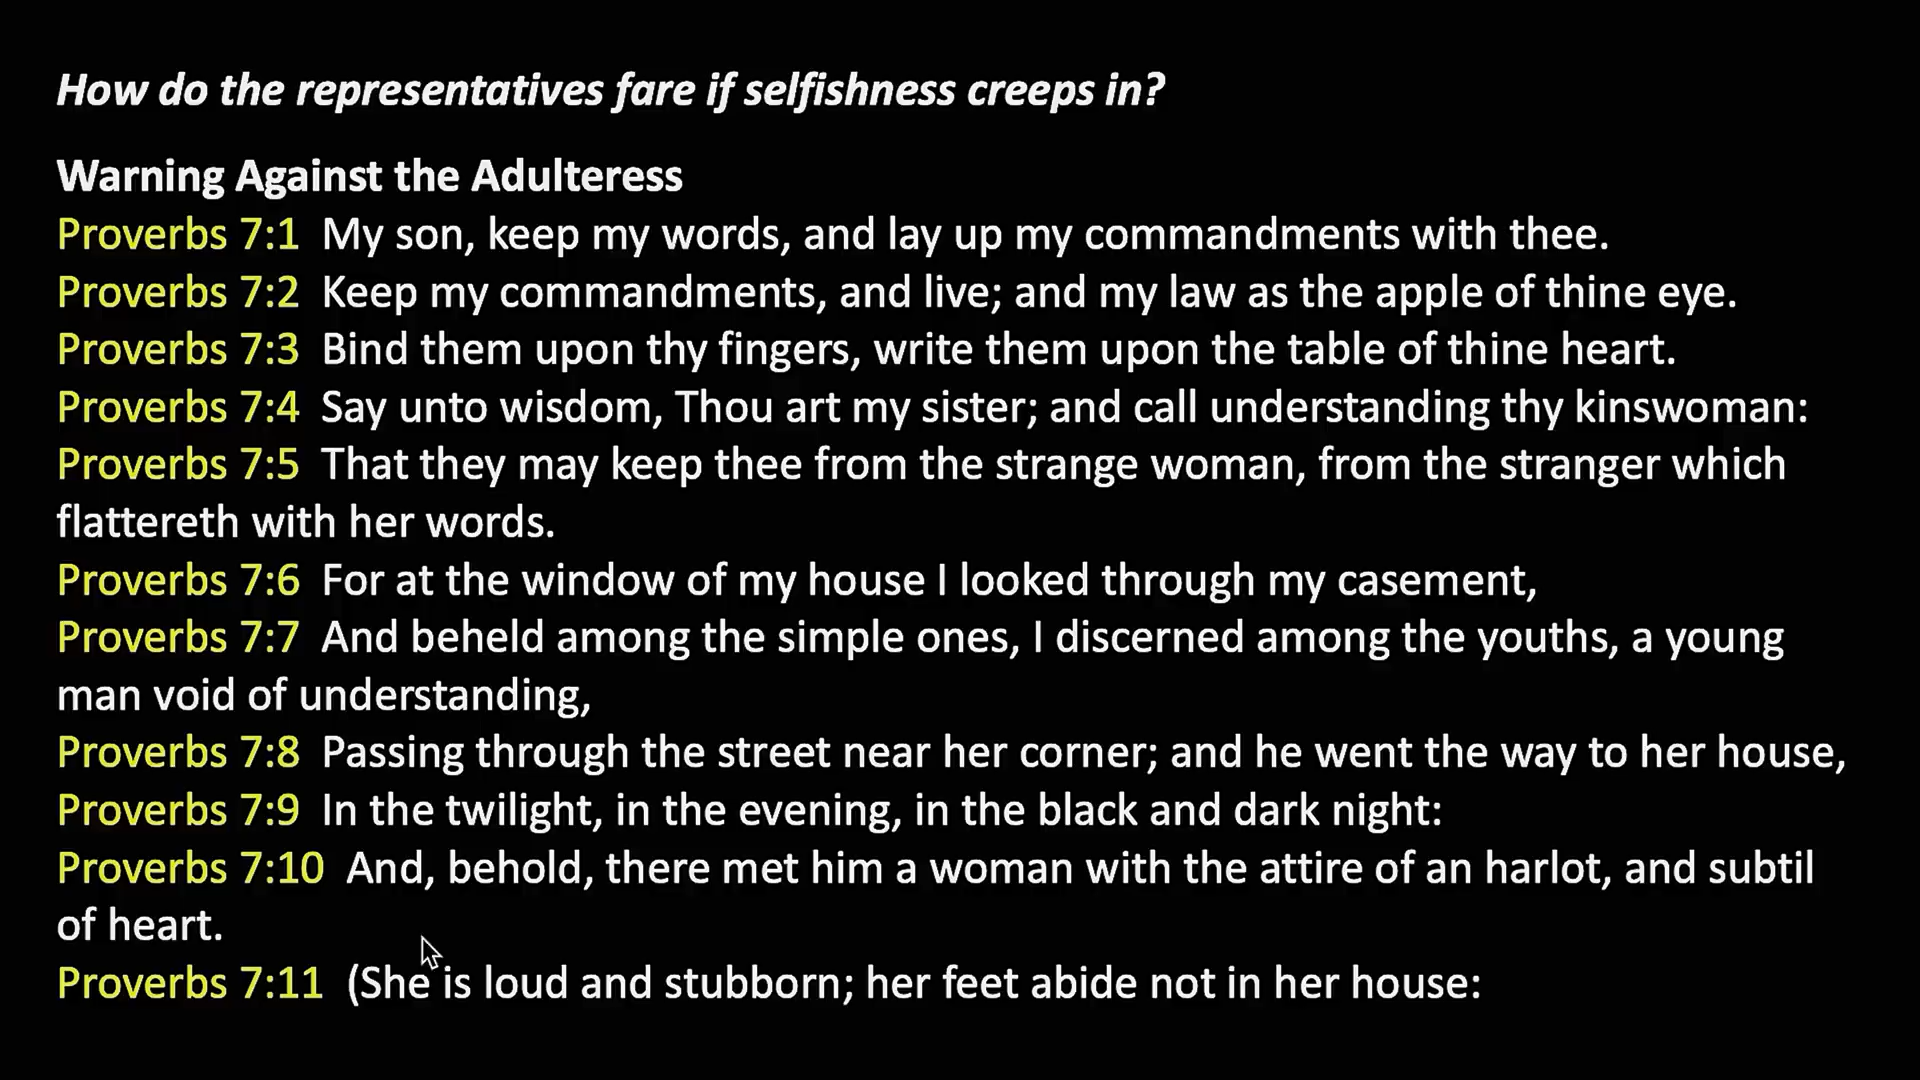 How do the representatives fare if selfishness creeps in?
Warning Against the Adulteress
Proverbs 7:1 My son, keep my words, and lay up my commandments with thee.
Proverbs 7:2 Keep my commandments, and live; and my law as the apple of thine eye.
Proverbs 7:3 Bind them upon thy fingers, write them upon the table of thine heart.
Proverbs 7:4 Say unto wisdom, Thou art my sister; and call understanding thy kinswoman:
Proverbs 7:5 That they may keep thee from the strange woman, from the stranger which
flattereth with her words.
Proverbs 7:6 For at the window of my house I looked through my casement,
Proverbs 7:7 And beheld among the simple ones, I discerned among the youths, a young
man void of understanding,
Proverbs 7:8 Passing through the street near her corner; and he went the way to her house,
Proverbs 7:9 In the twilight, in the evening, in the black and dark night:
Proverbs 7:10 And, behold, there met him a woman with the attire of an harlot, and subtil
of heart.
Proverbs 7:11 (She is loud and stubborn; her feet abide not in her house: